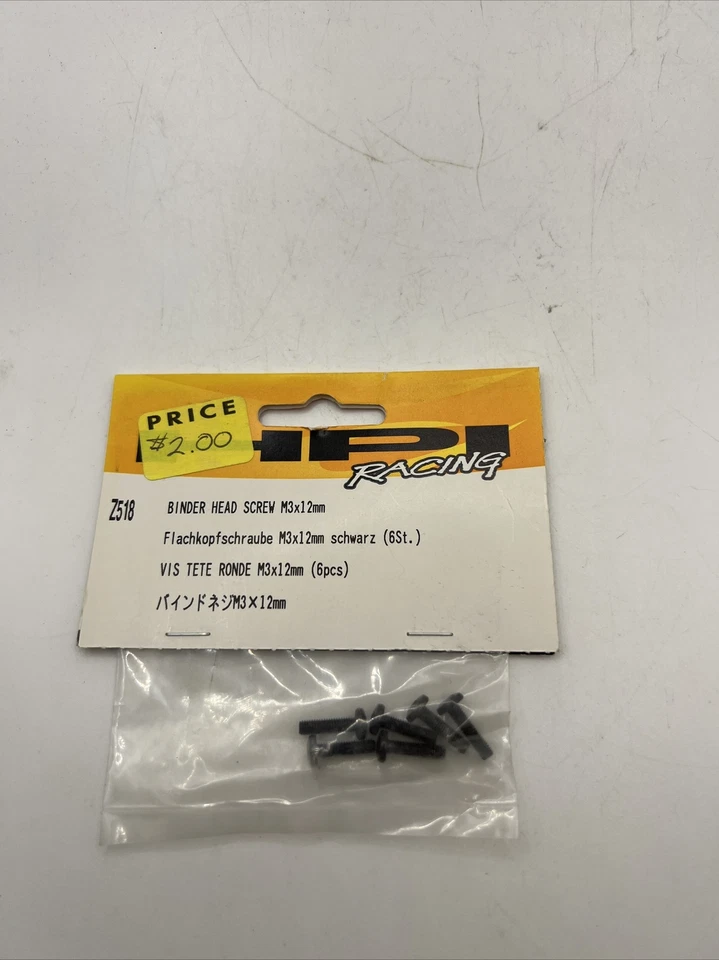 PRICE
$2.00
HPI
RACING
Z518
BINDER HEAD SCREW M3x12mm
Flachkopfschraube M3x12mm schwarz (6St.)
VIS TETE RONDE M3x12mm (6pcs)
バインドネジM3×12mm